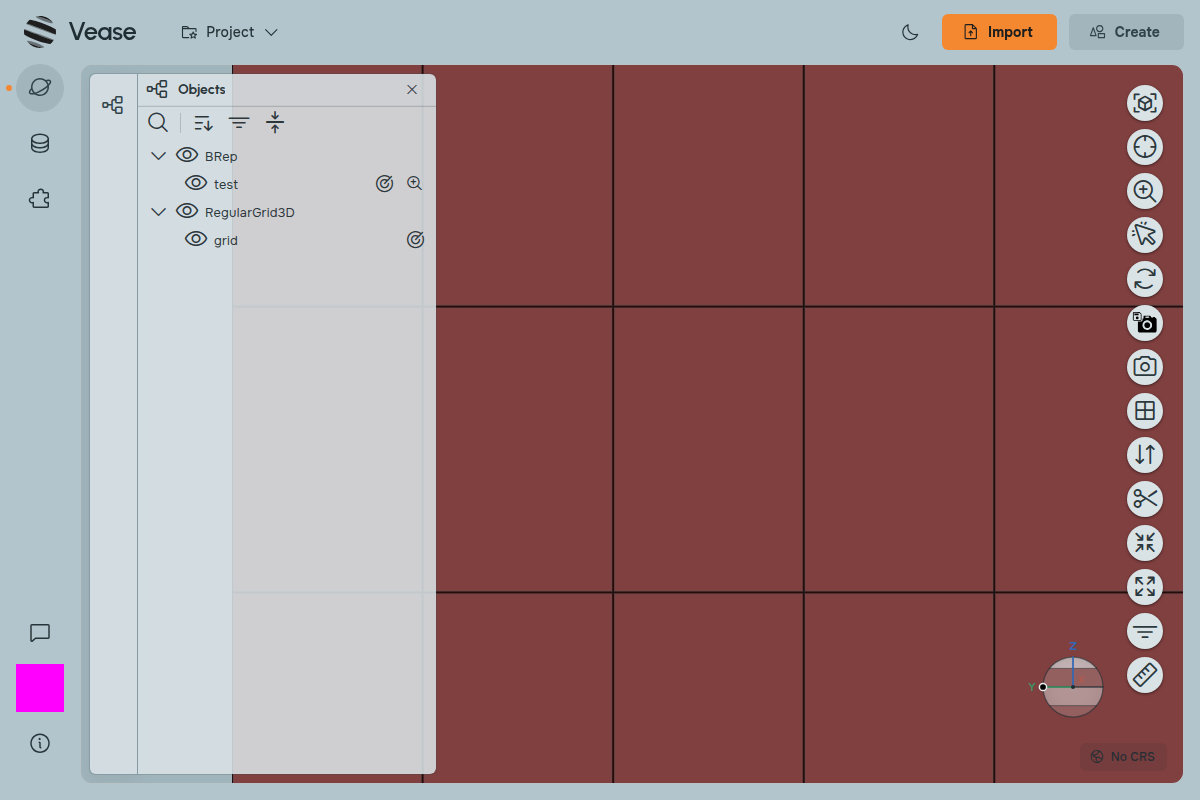 Vease
Project
Import
Create
Objects
BRep
test
RegularGrid3D
grid
Z
Y
No CRS